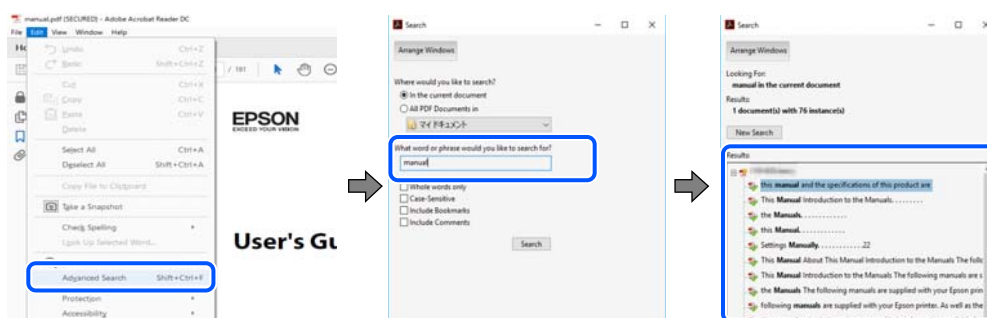 manual.pdf (SECURED) - Adobe Acrobat Reader DC
File Edit View Window Help
Undo Ctrl+Z
Redo Shift+Ctrl+Z
Cut Ctrl+X
Copy Ctrl+C
Paste Ctrl+V
Delete
Select All Ctrl+A
Deselect All Shift+Ctrl+A
Copy File to Clipboard
Take a Snapshot
Check Spelling
Look Up Selected Word...
Advanced Search Shift+Ctrl+F
Protection
Accessibility
/ 191
EPSON
EXCEED YOUR VISION
User's Gu
Search
Arrange Windows
Where would you like to search?
In the current document
All PDF Documents in
マイドキュメント
What word or phrase would you like to search for?
manual
Whole words only
Case-Sensitive
Include Bookmarks
Include Comments
Search
Search
Arrange Windows
Looking For:
manual in the current document
Results:
1 document(s) with 76 instance(s)
New Search
Results
this manual and the specifications of this product are
This Manual Introduction to the Manuals. . . . . . . . .
the Manuals. . . . . . . . . . . . .
this Manual. . . . . . . . . . . . .
Settings Manually. . . . . . . . . . . . .22
This Manual About This Manual Introduction to the Manuals The follo
This Manual Introduction to the Manuals The following manuals are s
the Manuals The following manuals are supplied with your Epson prin
following manuals are supplied with your Epson printer. As well as the